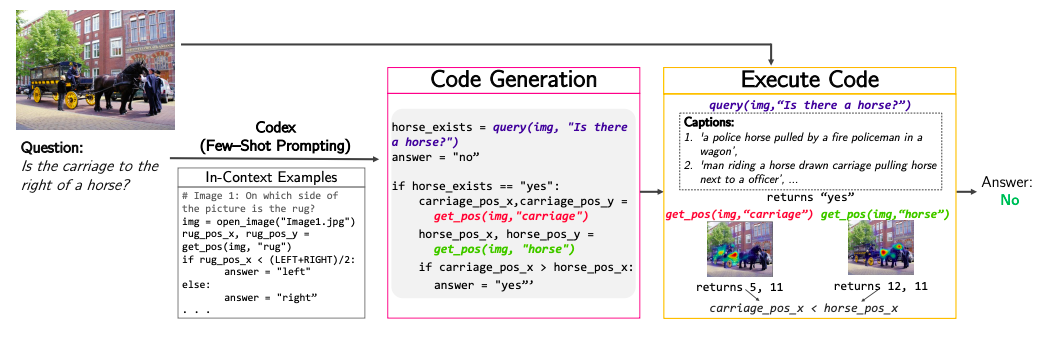 Question:
Is the carriage to the
right of a horse?
Codex
(Few-Shot Prompting)
In-Context Examples
# Image 1: On which side of
the picture is the rug?
img = open_image("Image1.jpg")
rug_pos_x, rug_pos_y =
get_pos(img, "rug")
if rug_pos_x < (LEFT+RIGHT)/2:
answer = "left"
else:
answer = "right”
. . .
Code Generation
horse_exists = query(img, "Is there
a horse?")
answer = "no”
if horse_exists == "yes":
carriage_pos_x,carriage_pos_y =
get_pos(img,"carriage")
horse_pos_x, horse_pos_y =
get_pos(img, "horse")
if carriage_pos_x > horse_pos_x:
answer = "yes”’
Execute Code
query(img,“Is there a horse?”)
Captions:
1. ‘a police horse pulled by a fire policeman in a
wagon’,
2. ‘man riding a horse drawn carriage pulling horse
next to a officer’, ...
returns “yes”
get_pos(img,“carriage”) get_pos(img,“horse”)
returns 5, 11 returns 12, 11
carriage_pos_x < horse_pos_x
Answer:
No